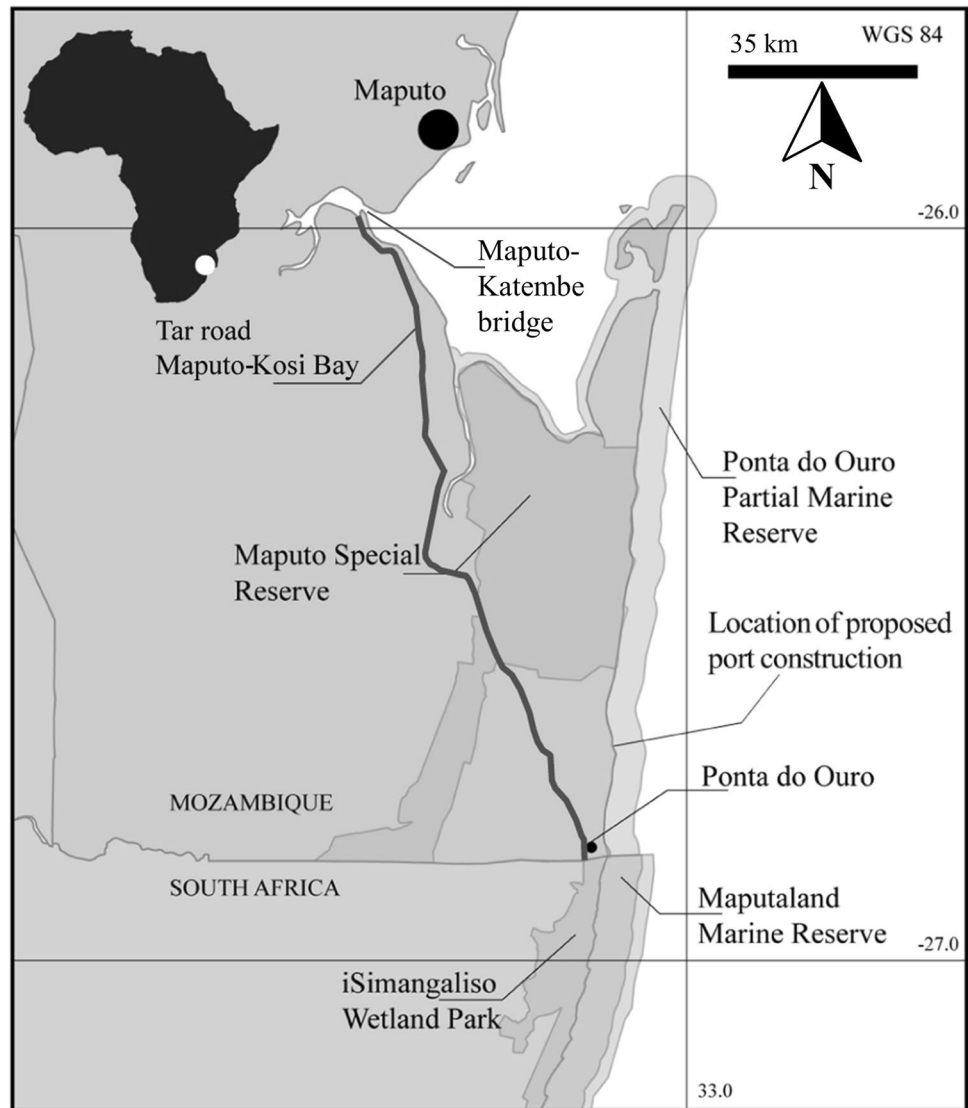 35 km
WGS 84
N
Maputo
-26.0
Maputo-
Katembe
bridge
Tar road
Maputo-Kosi Bay
Ponta do Ouro
Partial Marine
Reserve
Maputo Special
Reserve
Location of proposed
port construction
Ponta do Ouro
MOZAMBIQUE
SOUTH AFRICA
Maputaland
Marine Reserve
-27.0
iSimangaliso
Wetland Park
33.0